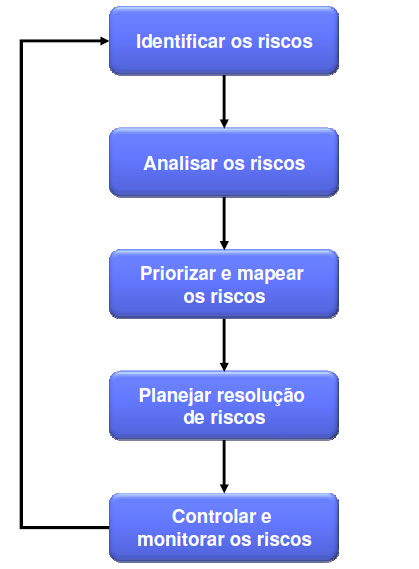 Identificar os riscos
Analisar os riscos
Priorizar e mapear
os riscos
Planejar resolução
de riscos
Controlar e
monitorar os riscos